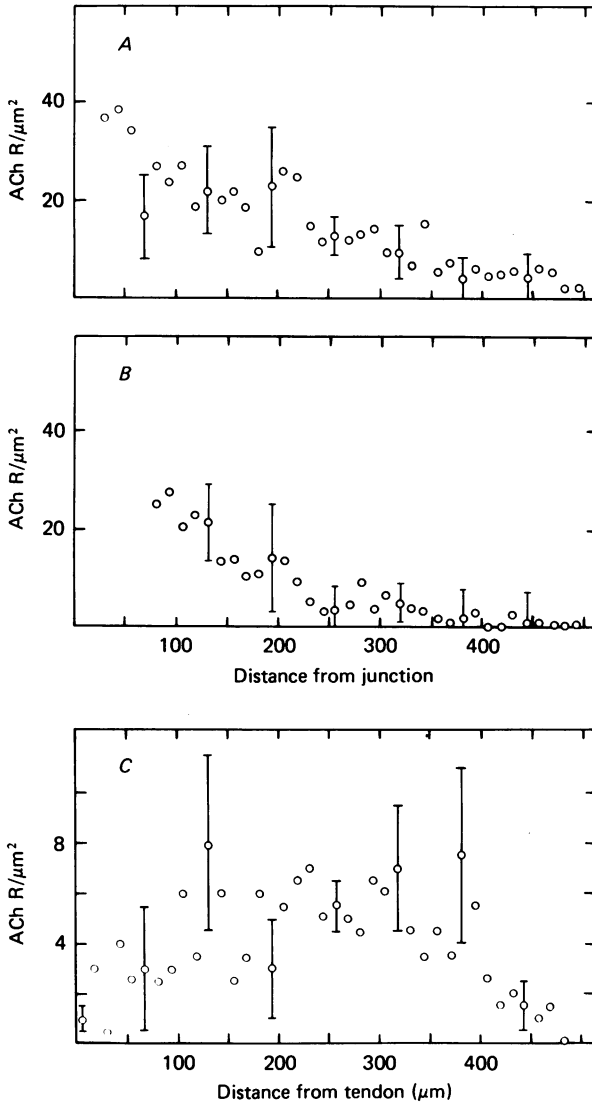 A
ACh R/μm²
40
20
B
ACh R/μm²
40
20
100
200
300
400
Distance from junction
C
ACh R/μm²
8
4
100
200
300
400
Distance from tendon (μm)